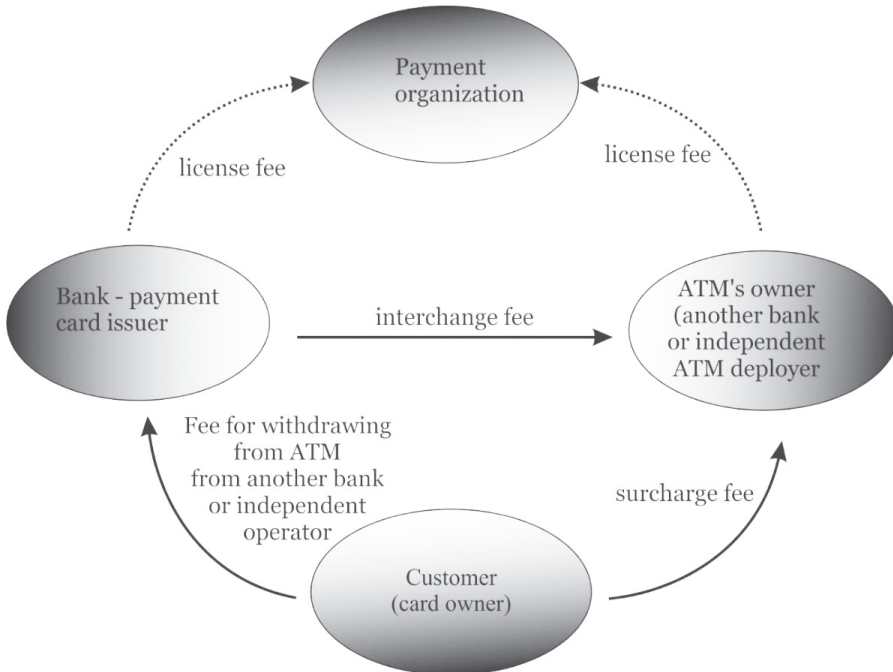 Payment
organization
license fee
license fee
Bank - payment
card issuer
interchange fee
ATM's owner
(another bank
or independent
ATM deployer
Fee for withdrawing
from ATM
from another bank
or independent
operator
surcharge fee
Customer
(card owner)